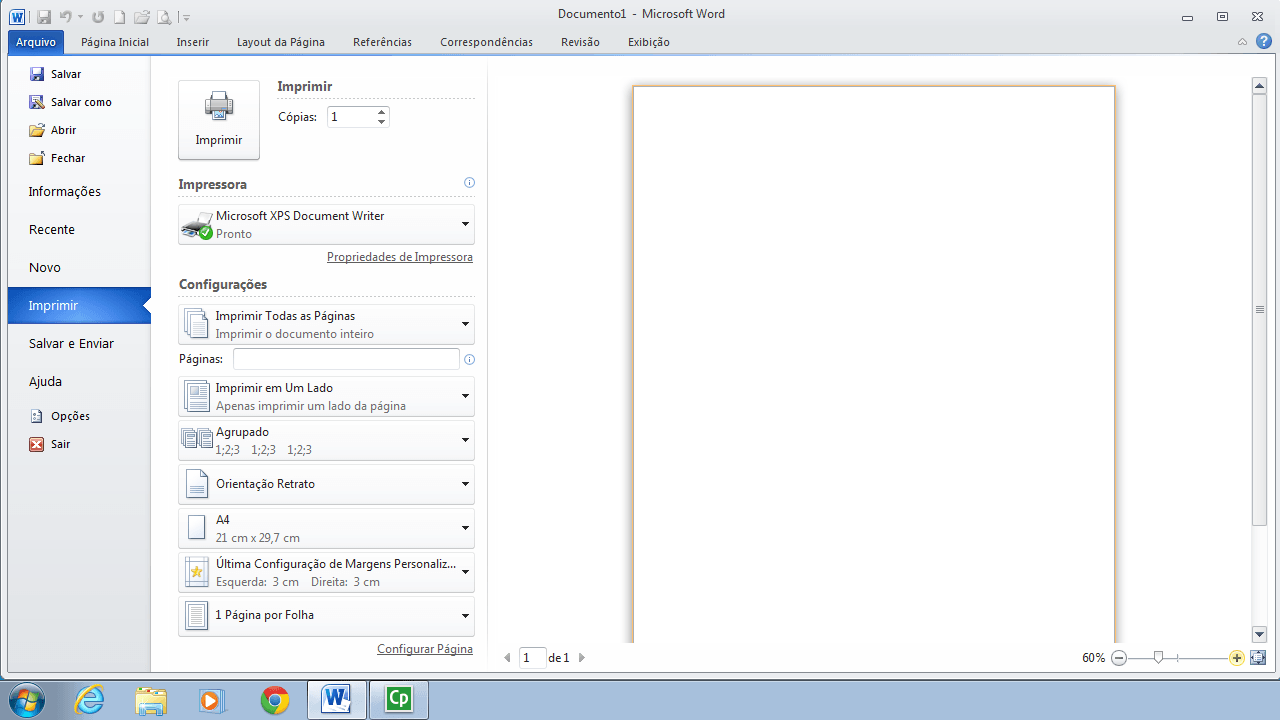 Documento1 - Microsoft Word
Arquivo Página Inicial Inserir Layout da Página Referências Correspondências Revisão Exibição
Salvar
Salvar como
Abrir
Fechar
Informações
Recente
Novo
Imprimir
Salvar e Enviar
Ajuda
Opções
Sair
Imprimir
Imprimir
Cópias: 1
Impressora
Microsoft XPS Document Writer
Pronto
Propriedades de Impressora
Configurações
Imprimir Todas as Páginas
Imprimir o documento inteiro
Páginas:
Imprimir em Um Lado
Apenas imprimir um lado da página
Agrupado
1;2;3 1;2;3 1;2;3
Orientação Retrato
A4
21 cm x 29,7 cm
Última Configuração de Margens Personaliz...
Esquerda: 3 cm Direita: 3 cm
1 Página por Folha
Configurar Página
1 de 1
60%
Cp